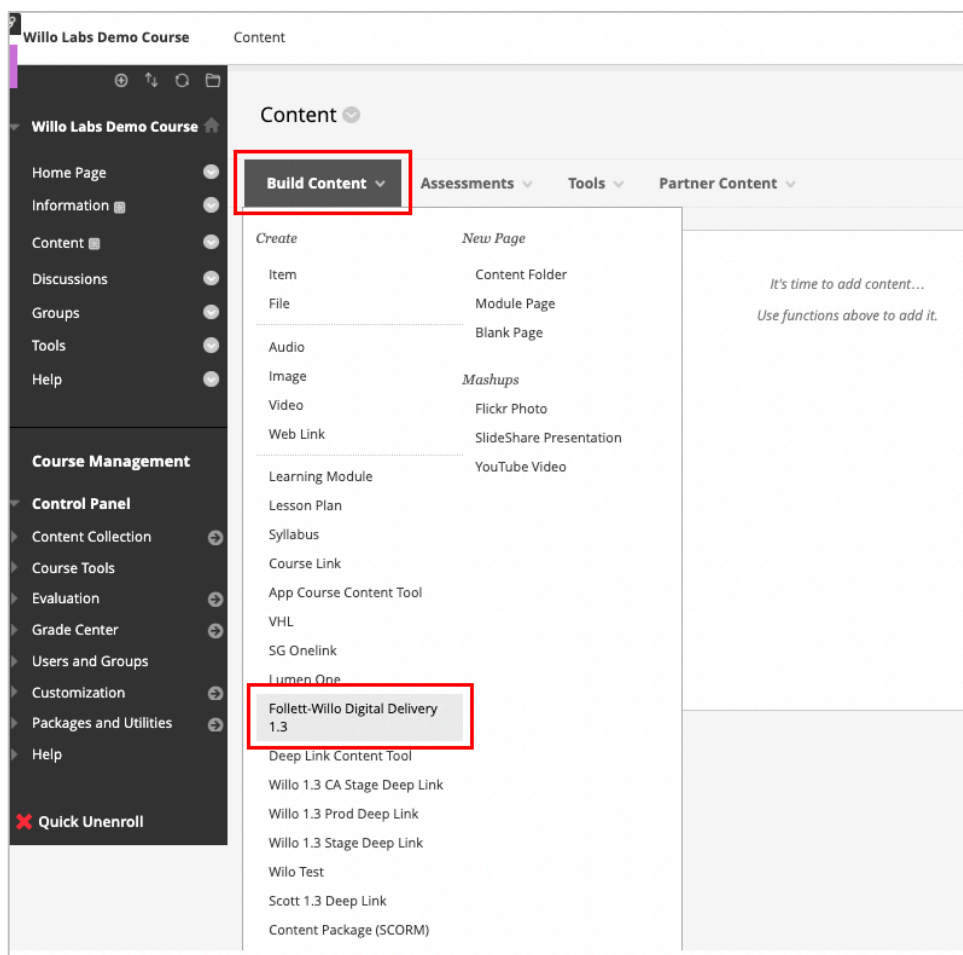 Willo Labs Demo Course
Content
Willo Labs Demo Course
Home Page
Information
Content
Discussions
Groups
Tools
Help
Course Management
Control Panel
Content Collection
Course Tools
Evaluation
Grade Center
Users and Groups
Customization
Packages and Utilities
Help
Quick Unenroll
Content
Build Content
Assessments
Tools
Partner Content
Create
Item
File
Audio
Image
Video
Web Link
Learning Module
Lesson Plan
Syllabus
Course Link
App Course Content Tool
VHL
SG Onelink
Lumen One
Follett-Willo Digital Delivery
1.3
Deep Link Content Tool
Willo 1.3 CA Stage Deep Link
Willo 1.3 Prod Deep Link
Willo 1.3 Stage Deep Link
Wilo Test
Scott 1.3 Deep Link
Content Package (SCORM)
New Page
Content Folder
Module Page
Blank Page
Mashups
Flickr Photo
SlideShare Presentation
YouTube Video
It's time to add content...
Use functions above to add it.